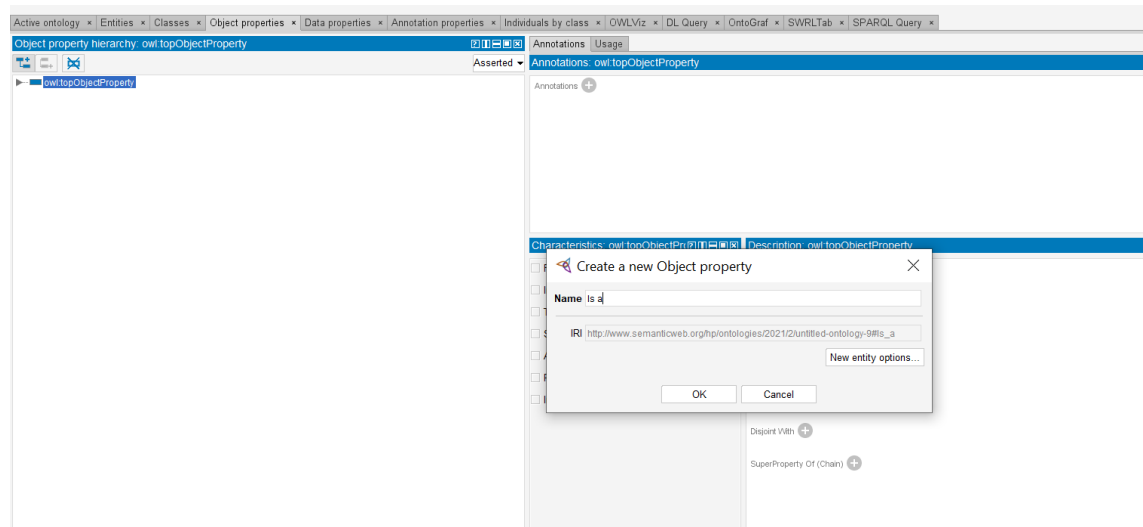 Active ontology × Entities × Classes × Object properties × Data properties × Annotation properties × Individuals by class × OWLViz × DL Query × OntoGraf × SWRLTab × SPARQL Query ×
Object property hierarchy: owl:topObjectProperty
Asserted
owl:topObjectProperty
Annotations Usage
Annotations: owl:topObjectProperty
Annotations
Characteristics: owl:topObjectPr
Description: owl:topObjectProperty
Create a new Object property
Name Is a
IRI http://www.semanticweb.org/hp/ontologies/2021/2/untitled-ontology-9#Is_a
New entity options...
OK Cancel
Disjoint With
SuperProperty Of (Chain)